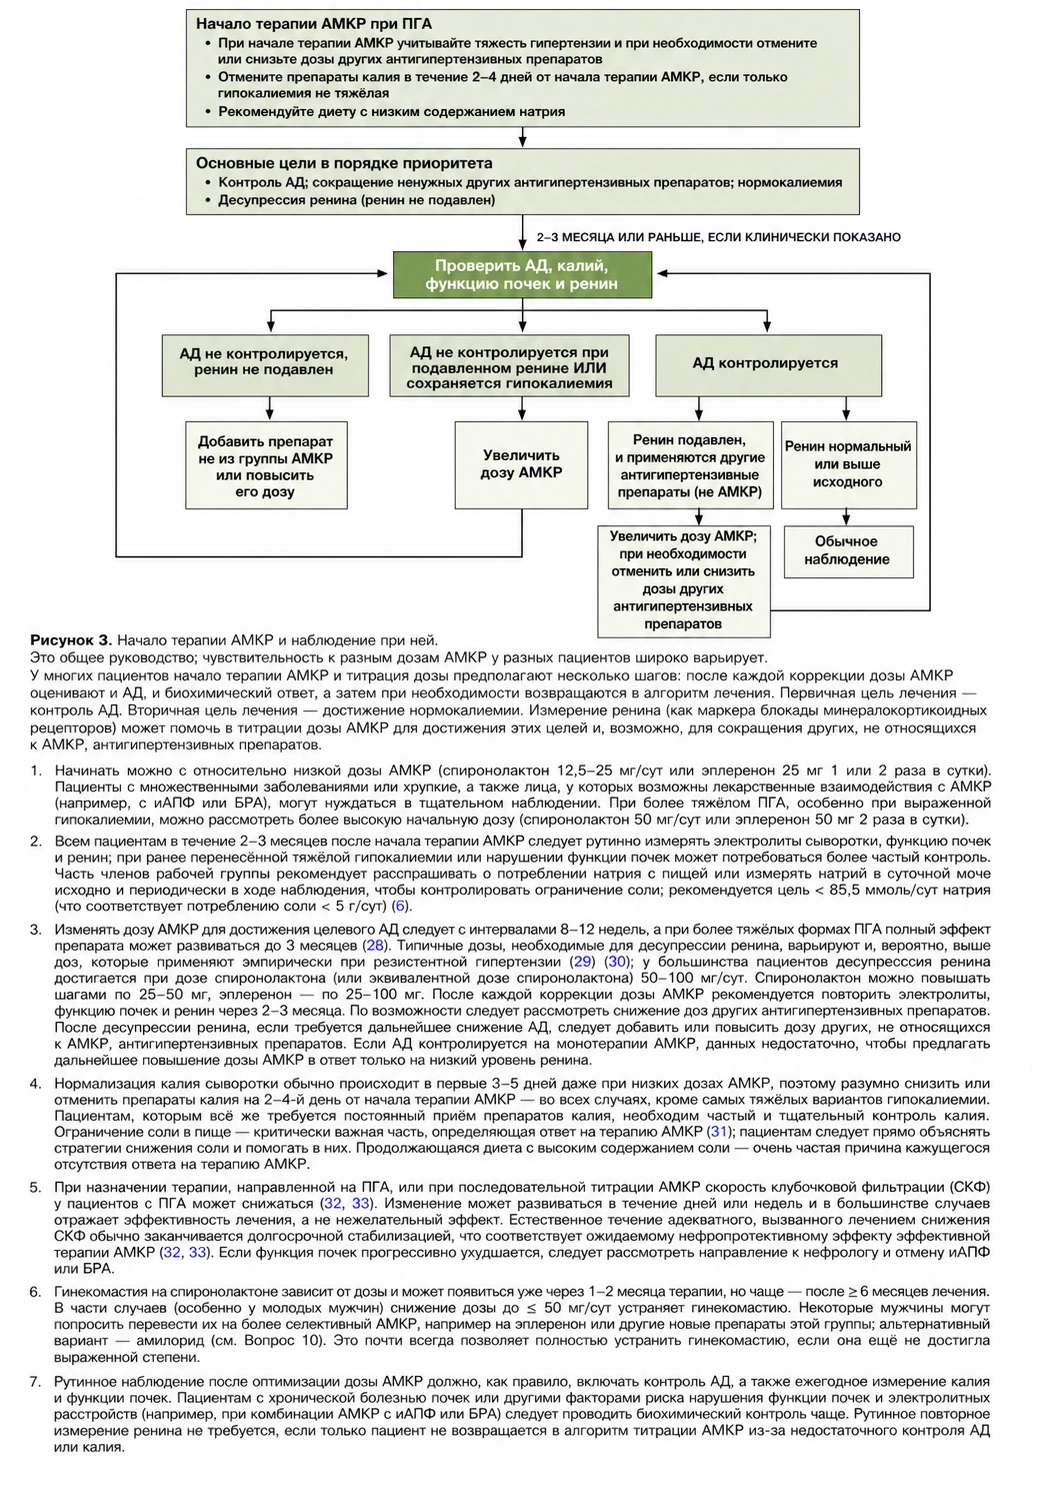 Начало терапии АМКР при ПГА
• При начале терапии АМКР учитывайте тяжесть гипертензии и при необходимости отмените
или снизьте дозы других антигипертензивных препаратов
• Отмените препараты калия в течение 2–4 дней от начала терапии АМКР, если только
гипокалиемия не тяжёлая
• Рекомендуйте диету с низким содержанием натрия
Основные цели в порядке приоритета
• Контроль АД; сокращение ненужных других антигипертензивных препаратов; нормокалиемия
• Десупрессия ренина (ренин не подавлен)
2–3 МЕСЯЦА ИЛИ РАНЬШЕ, ЕСЛИ КЛИНИЧЕСКИ ПОКАЗАНО
Проверить АД, калий,
функцию почек и ренин
АД не контролируется,
ренин не подавлен
АД не контролируется при
подавленном ренине ИЛИ
сохраняется гипокалиемия
АД контролируется
Добавить препарат
не из группы АМКР
или повысить
его дозу
Увеличить
дозу АМКР
Ренин подавлен,
и применяются другие
антигипертензивные
препараты (не АМКР)
Ренин нормальный
или выше
исходного
Увеличить дозу АМКР;
при необходимости
отменить или снизить
дозы других
антигипертензивных
препаратов
Обычное
наблюдение
Рисунок 3. Начало терапии АМКР и наблюдение при ней.
Это общее руководство; чувствительность к разным дозам АМКР у разных пациентов широко варьирует.
У многих пациентов начало терапии АМКР и титрация дозы предполагают несколько шагов: после каждой коррекции дозы АМКР
оценивают и АД, и биохимический ответ, а затем при необходимости возвращаются в алгоритм лечения. Первичная цель лечения —
контроль АД. Вторичная цель лечения — достижение нормокалиемии. Измерение ренина (как маркера блокады минералокортикоидных
рецепторов) может помочь в титрации дозы АМКР для достижения этих целей и, возможно, для сокращения других, не относящихся
к АМКР, антигипертензивных препаратов.
1. Начинать можно с относительно низкой дозы АМКР (спиронолактон 12,5–25 мг/сут или эплеренон 25 мг 1 или 2 раза в сутки).
Пациенты с множественными заболеваниями или хрупкие, а также лица, у которых возможны лекарственные взаимодействия с АМКР
(например, с иАПФ или БРА), могут нуждаться в тщательном наблюдении. При более тяжёлом ПГА, особенно при выраженной
гипокалиемии, можно рассмотреть более высокую начальную дозу (спиронолактон 50 мг/сут или эплеренон 50 мг 2 раза в сутки).
2. Всем пациентам в течение 2–3 месяцев после начала терапии АМКР следует рутинно измерять электролиты сыворотки, функцию почек
и ренин; при ранее перенесённой тяжёлой гипокалиемии или нарушении функции почек может потребоваться более частый контроль.
Часть членов рабочей группы рекомендует расспрашивать о потреблении натрия с пищей или измерять натрий в суточной моче
исходно и периодически в ходе наблюдения, чтобы контролировать ограничение соли; рекомендуется цель < 85,5 ммоль/сут натрия
(что соответствует потреблению соли < 5 г/сут) (6).
3. Изменять дозу АМКР для достижения целевого АД следует с интервалами 8–12 недель, а при более тяжёлых формах ПГА полный эффект
препарата может развиваться до 3 месяцев (28). Типичные дозы, необходимые для десупрессии ренина, варьируют и, вероятно, выше
доз, которые применяют эмпирически при резистентной гипертензии (29) (30); у большинства пациентов десупресссия ренина
достигается при дозе спиронолактона (или эквивалентной дозе спиронолактона) 50–100 мг/сут. Спиронолактон можно повышать
шагами по 25–50 мг, эплеренон — по 25–100 мг. После каждой коррекции дозы АМКР рекомендуется повторить электролиты,
функцию почек и ренин через 2–3 месяца. По возможности следует рассмотреть снижение доз других антигипертензивных препаратов.
После десупрессии ренина, если требуется дальнейшее снижение АД, следует добавить или повысить дозу других, не относящихся
к АМКР, антигипертензивных препаратов. Если АД контролируется на монотерапии АМКР, данных недостаточно, чтобы предлагать
дальнейшее повышение дозы АМКР в ответ только на низкий уровень ренина.
4. Нормализация калия сыворотки обычно происходит в первые 3–5 дней даже при низких дозах АМКР, поэтому разумно снизить или
отменить препараты калия на 2–4-й день от начала терапии АМКР — во всех случаях, кроме самых тяжёлых вариантов гипокалиемии.
Пациентам, которым всё же требуется постоянный приём препаратов калия, необходим частый и тщательный контроль калия.
Ограничение соли в пище — критически важная часть, определяющая ответ на терапию АМКР (31); пациентам следует прямо объяснять
стратегии снижения соли и помогать в них. Продолжающаяся диета с высоким содержанием соли — очень частая причина кажущегося
отсутствия ответа на терапию АМКР.
5. При назначении терапии, направленной на ПГА, или при последовательной титрации АМКР скорость клубочковой фильтрации (СКФ)
у пациентов с ПГА может снижаться (32, 33). Изменение может развиваться в течение дней или недель и в большинстве случаев
отражает эффективность лечения, а не нежелательный эффект. Естественное течение адекватного, вызванного лечением снижения
СКФ обычно заканчивается долгосрочной стабилизацией, что соответствует ожидаемому нефропротективному эффекту эффективной
терапии АМКР (32, 33). Если функция почек прогрессивно ухудшается, следует рассмотреть направление к нефрологу и отмену иАПФ
или БРА.
6. Гинекомастия на спиронолактоне зависит от дозы и может появиться уже через 1–2 месяца терапии, но чаще — после ≥ 6 месяцев лечения.
В части случаев (особенно у молодых мужчин) снижение дозы до ≤ 50 мг/сут устраняет гинекомастию. Некоторые мужчины могут
попросить перевести их на более селективный АМКР, например на эплеренон или другие новые препараты этой группы; альтернативный
вариант — амилорид (см. Вопрос 10). Это почти всегда позволяет полностью устранить гинекомастию, если она ещё не достигла
выраженной степени.
7. Рутинное наблюдение после оптимизации дозы АМКР должно, как правило, включать контроль АД, а также ежегодное измерение калия
и функции почек. Пациентам с хронической болезнью почек или другими факторами риска нарушения функции почек и электролитных
расстройств (например, при комбинации АМКР с иАПФ или БРА) следует проводить биохимический контроль чаще. Рутинное повторное
измерение ренина не требуется, если только пациент не возвращается в алгоритм титрации АМКР из-за недостаточного контроля АД
или калия.